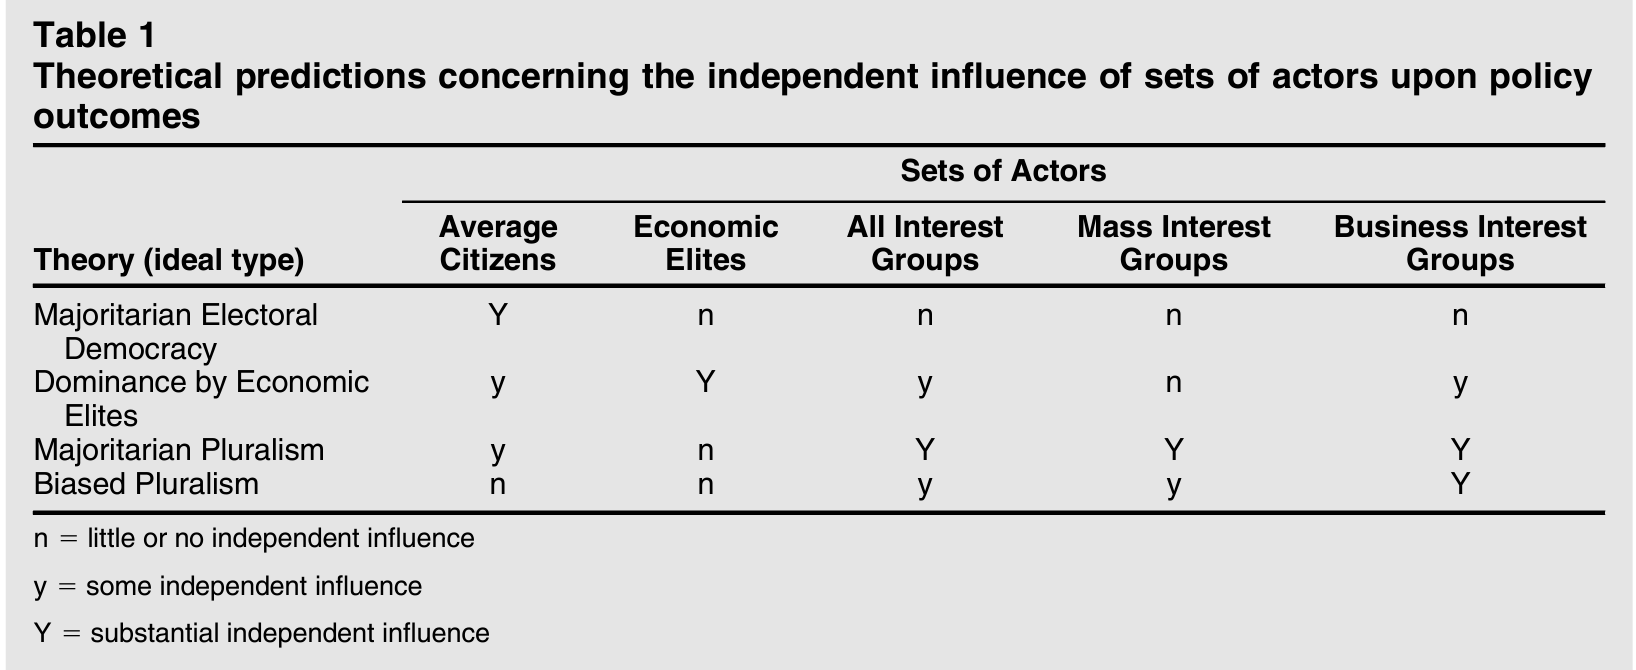 Table 1
Theoretical predictions concerning the independent influence of sets of actors upon policy
outcomes
Sets of Actors
Theory (ideal type) Average Citizens Economic Elites All Interest Groups Mass Interest Groups Business Interest Groups
Majoritarian Electoral Y n n n n
Democracy
Dominance by Economic y Y y n y
Elites
Majoritarian Pluralism y n Y Y Y
Biased Pluralism n n y y Y
n = little or no independent influence
y = some independent influence
Y = substantial independent influence